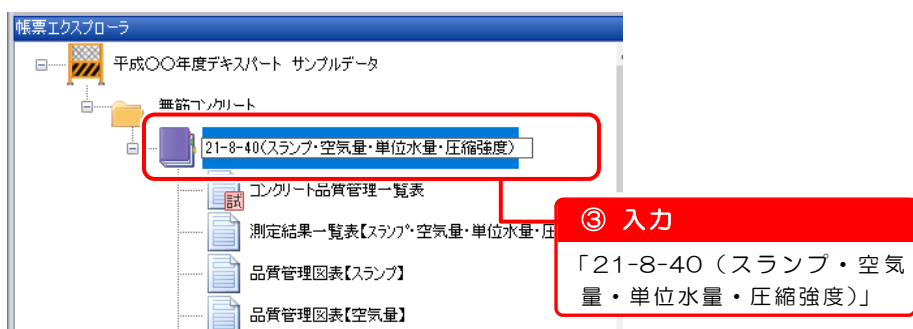 帳票エクスプローラ
平成〇〇年度デキスパート サンプルデータ
無筋コンクリート
21-8-40(スランプ・空気量・単位水量・圧縮強度)
試 コンクリート品質管理一覧表
測定結果一覧表【スランプ・空気量・単位水量・圧
品質管理図表【スランプ】
品質管理図表【空気量】
③ 入力
「21-8-40（スランプ・空気
量・単位水量・圧縮強度)」